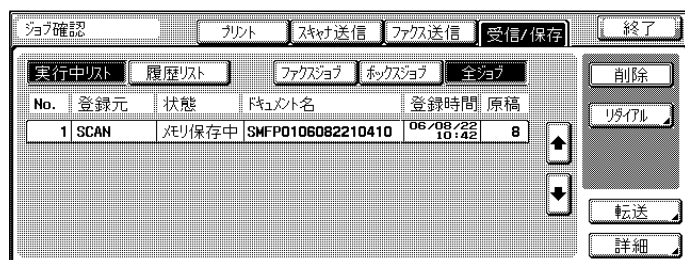 ジョブ確認 プリント スキャナ送信 ファクス送信 受信/保存 終了
実行中リスト 履歴リスト ファクスジョブ ボックスジョブ 全ジョブ 削除
No. 登録元 状態 ドキュメント名 登録時間 原稿
リダイアル
1 SCAN メモリ保存中 SMFP0106082210410 06/08/22 10:42 8
転送
詳細